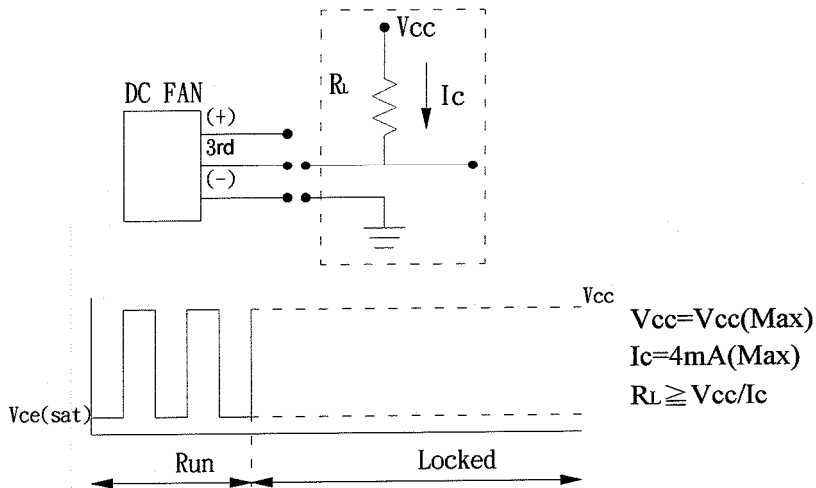 Vcc
RL
Ic
DC FAN
(+)
3rd
(-)
Vcc
Vcc=Vcc(Max)
Ic=4mA(Max)
RL≧Vcc/Ic
Vce(sat)
Run
Locked